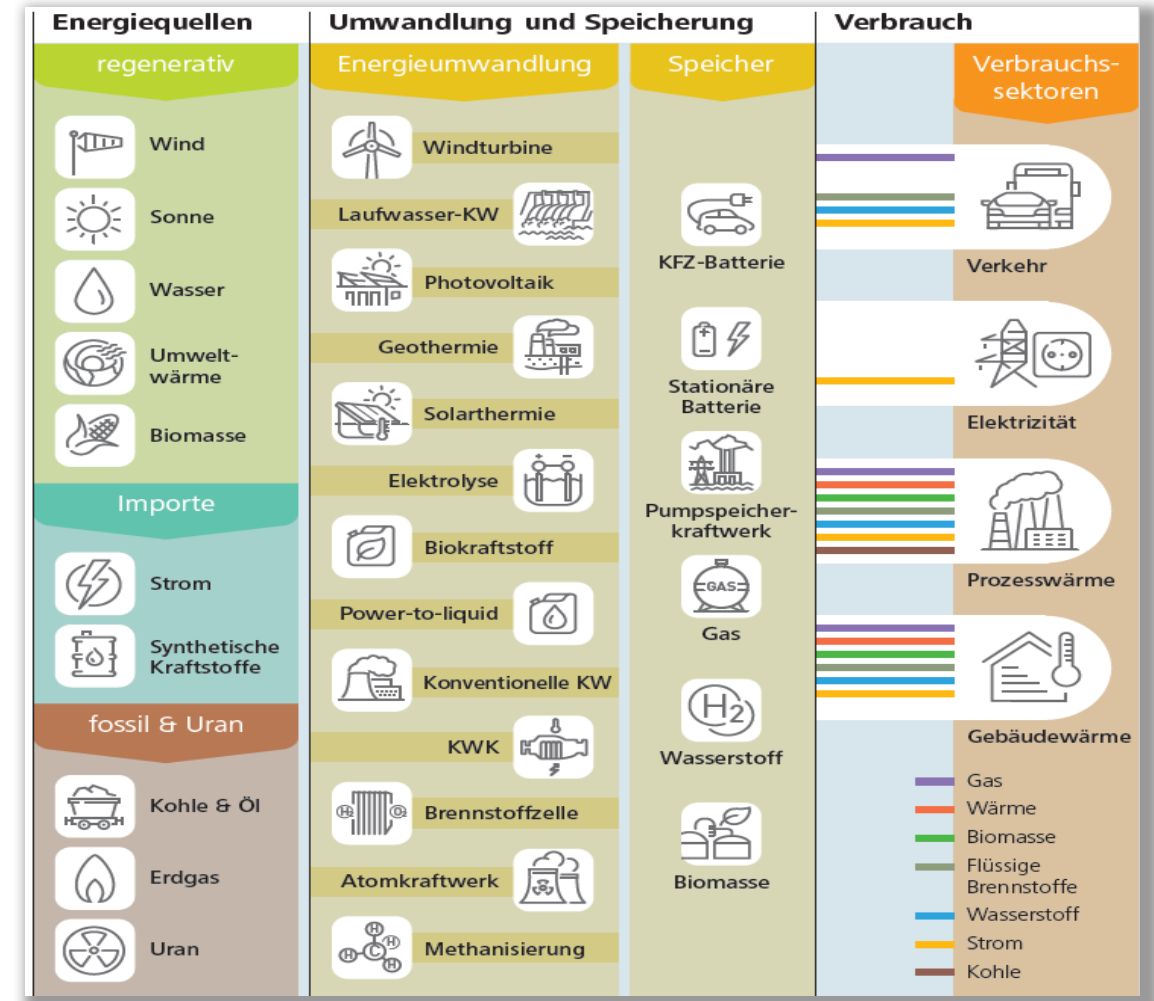 Energiequellen
Umwandlung und Speicherung
Verbrauch
regenerativ
Wind
Sonne
Wasser
Umwelt-
wärme
Biomasse
Importe
Strom
Synthetische
Kraftstoffe
fossil & Uran
Kohle & Öl
Erdgas
Uran
Energieumwandlung
Windturbine
Laufwasser-KW
Photovoltaik
Geothermie
Solarthermie
Elektrolyse
Biokraftstoff
Power-to-liquid
Konventionelle KW
KWK
H2 O2
Brennstoffzelle
Atomkraftwerk
H
H C H
H
Methanisierung
Speicher
KFZ-Batterie
Stationäre
Batterie
Pumpspeicher-
kraftwerk
GAS
Gas
H2
Wasserstoff
Biomasse
Verbrauchs-
sektoren
Verkehr
Elektrizität
Prozesswärme
Gebäudewärme
Gas
Wärme
Biomasse
Flüssige
Brennstoffe
Wasserstoff
Strom
Kohle